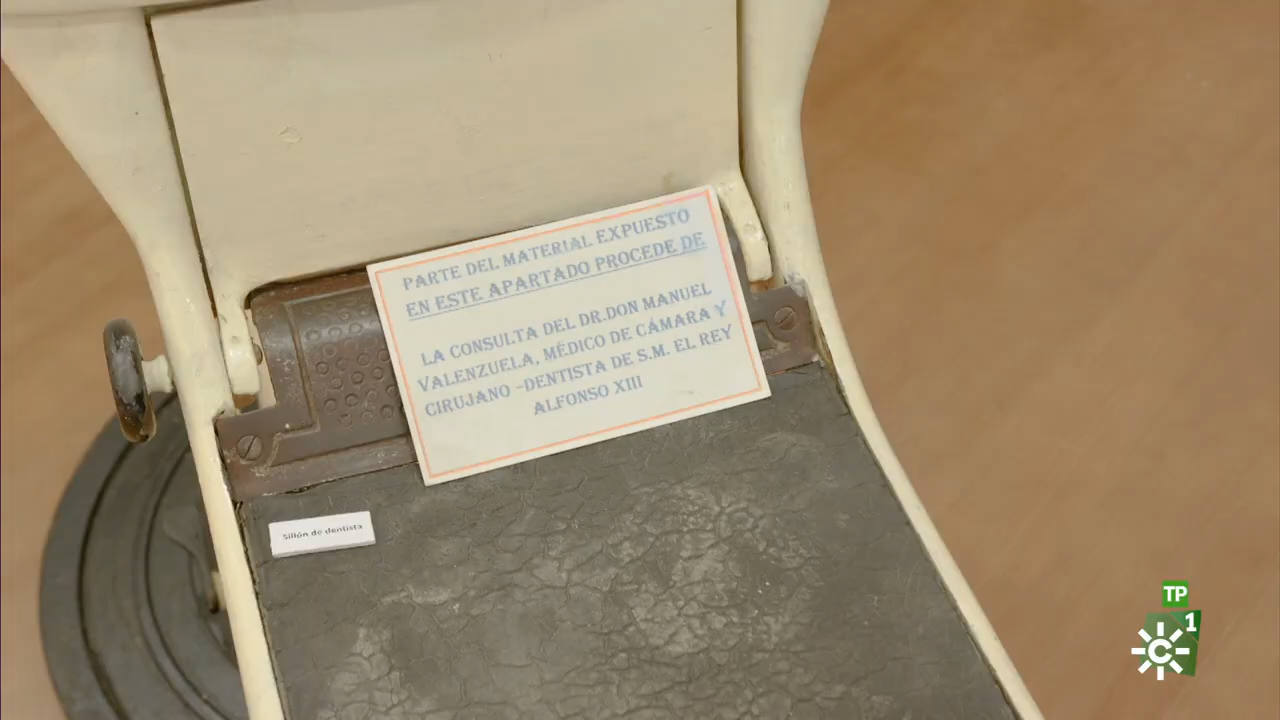 PARTE DEL MATERIAL EXPUESTO
EN ESTE APARTADO PROCEDE DE
LA CONSULTA DEL DR.DON MANUEL
VALENZUELA, MÉDICO DE CÁMARA Y
CIRUJANO -DENTISTA DE S.M. EL REY
ALFONSO XIII
Sillón de dentista
TP
1
C